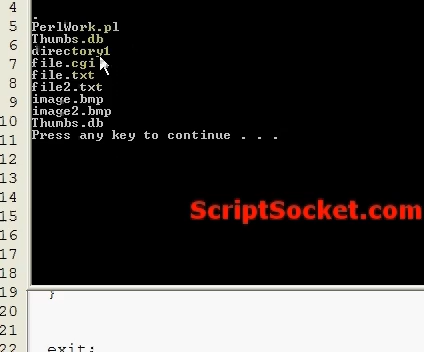 4
.
5
PerlWork.pl
6
Thumbs.db
directory1
7
file.cgi
8
file.txt
file2.txt
9
image.bmp
image2.bmp
10
Thumbs.db
11
Press any key to continue . . .
12
13
14
15
ScriptSocket.com
16
17
18
19 }
20
21
22 exit;